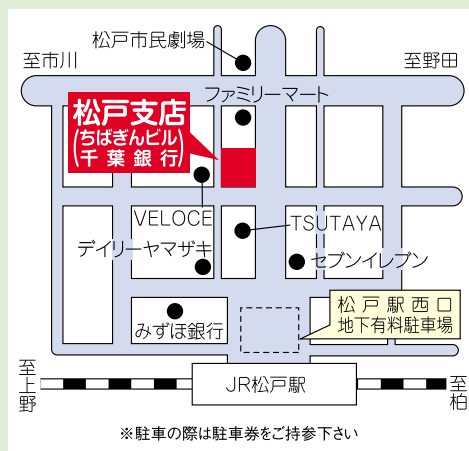 松戸市民劇場
至市川
至野田
ファミリーマート
松戸支店
(ちばぎんビル)
(千葉銀行)
VELOCE
TSUTAYA
デイリーヤマザキ
セブンイレブン
松戸駅西口
地下有料駐車場
みずほ銀行
至上野
JR松戸駅
至柏
※駐車の際は駐車券をご持参下さい